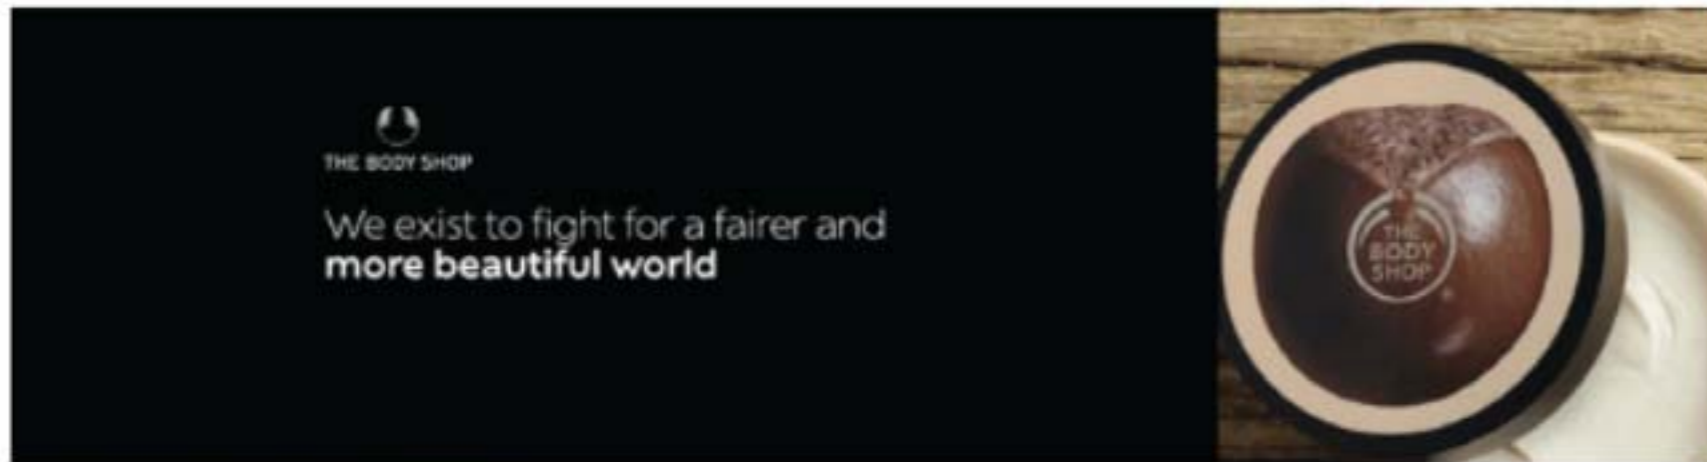 THE BODY SHOP
We exist to fight for a fairer and
more beautiful world
THE
BODY
SHOP